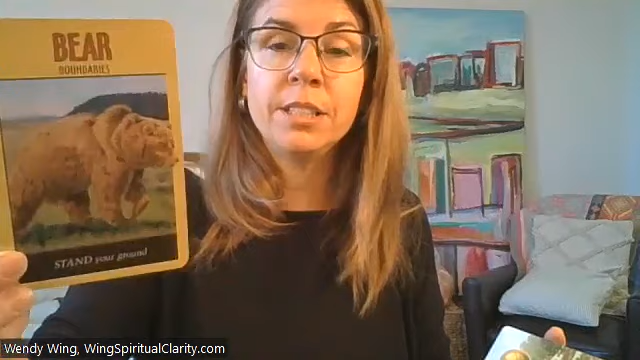 BEAR
BOUNDARIES
STAND your ground
Wendy Wing, WingSpiritualClarity.com